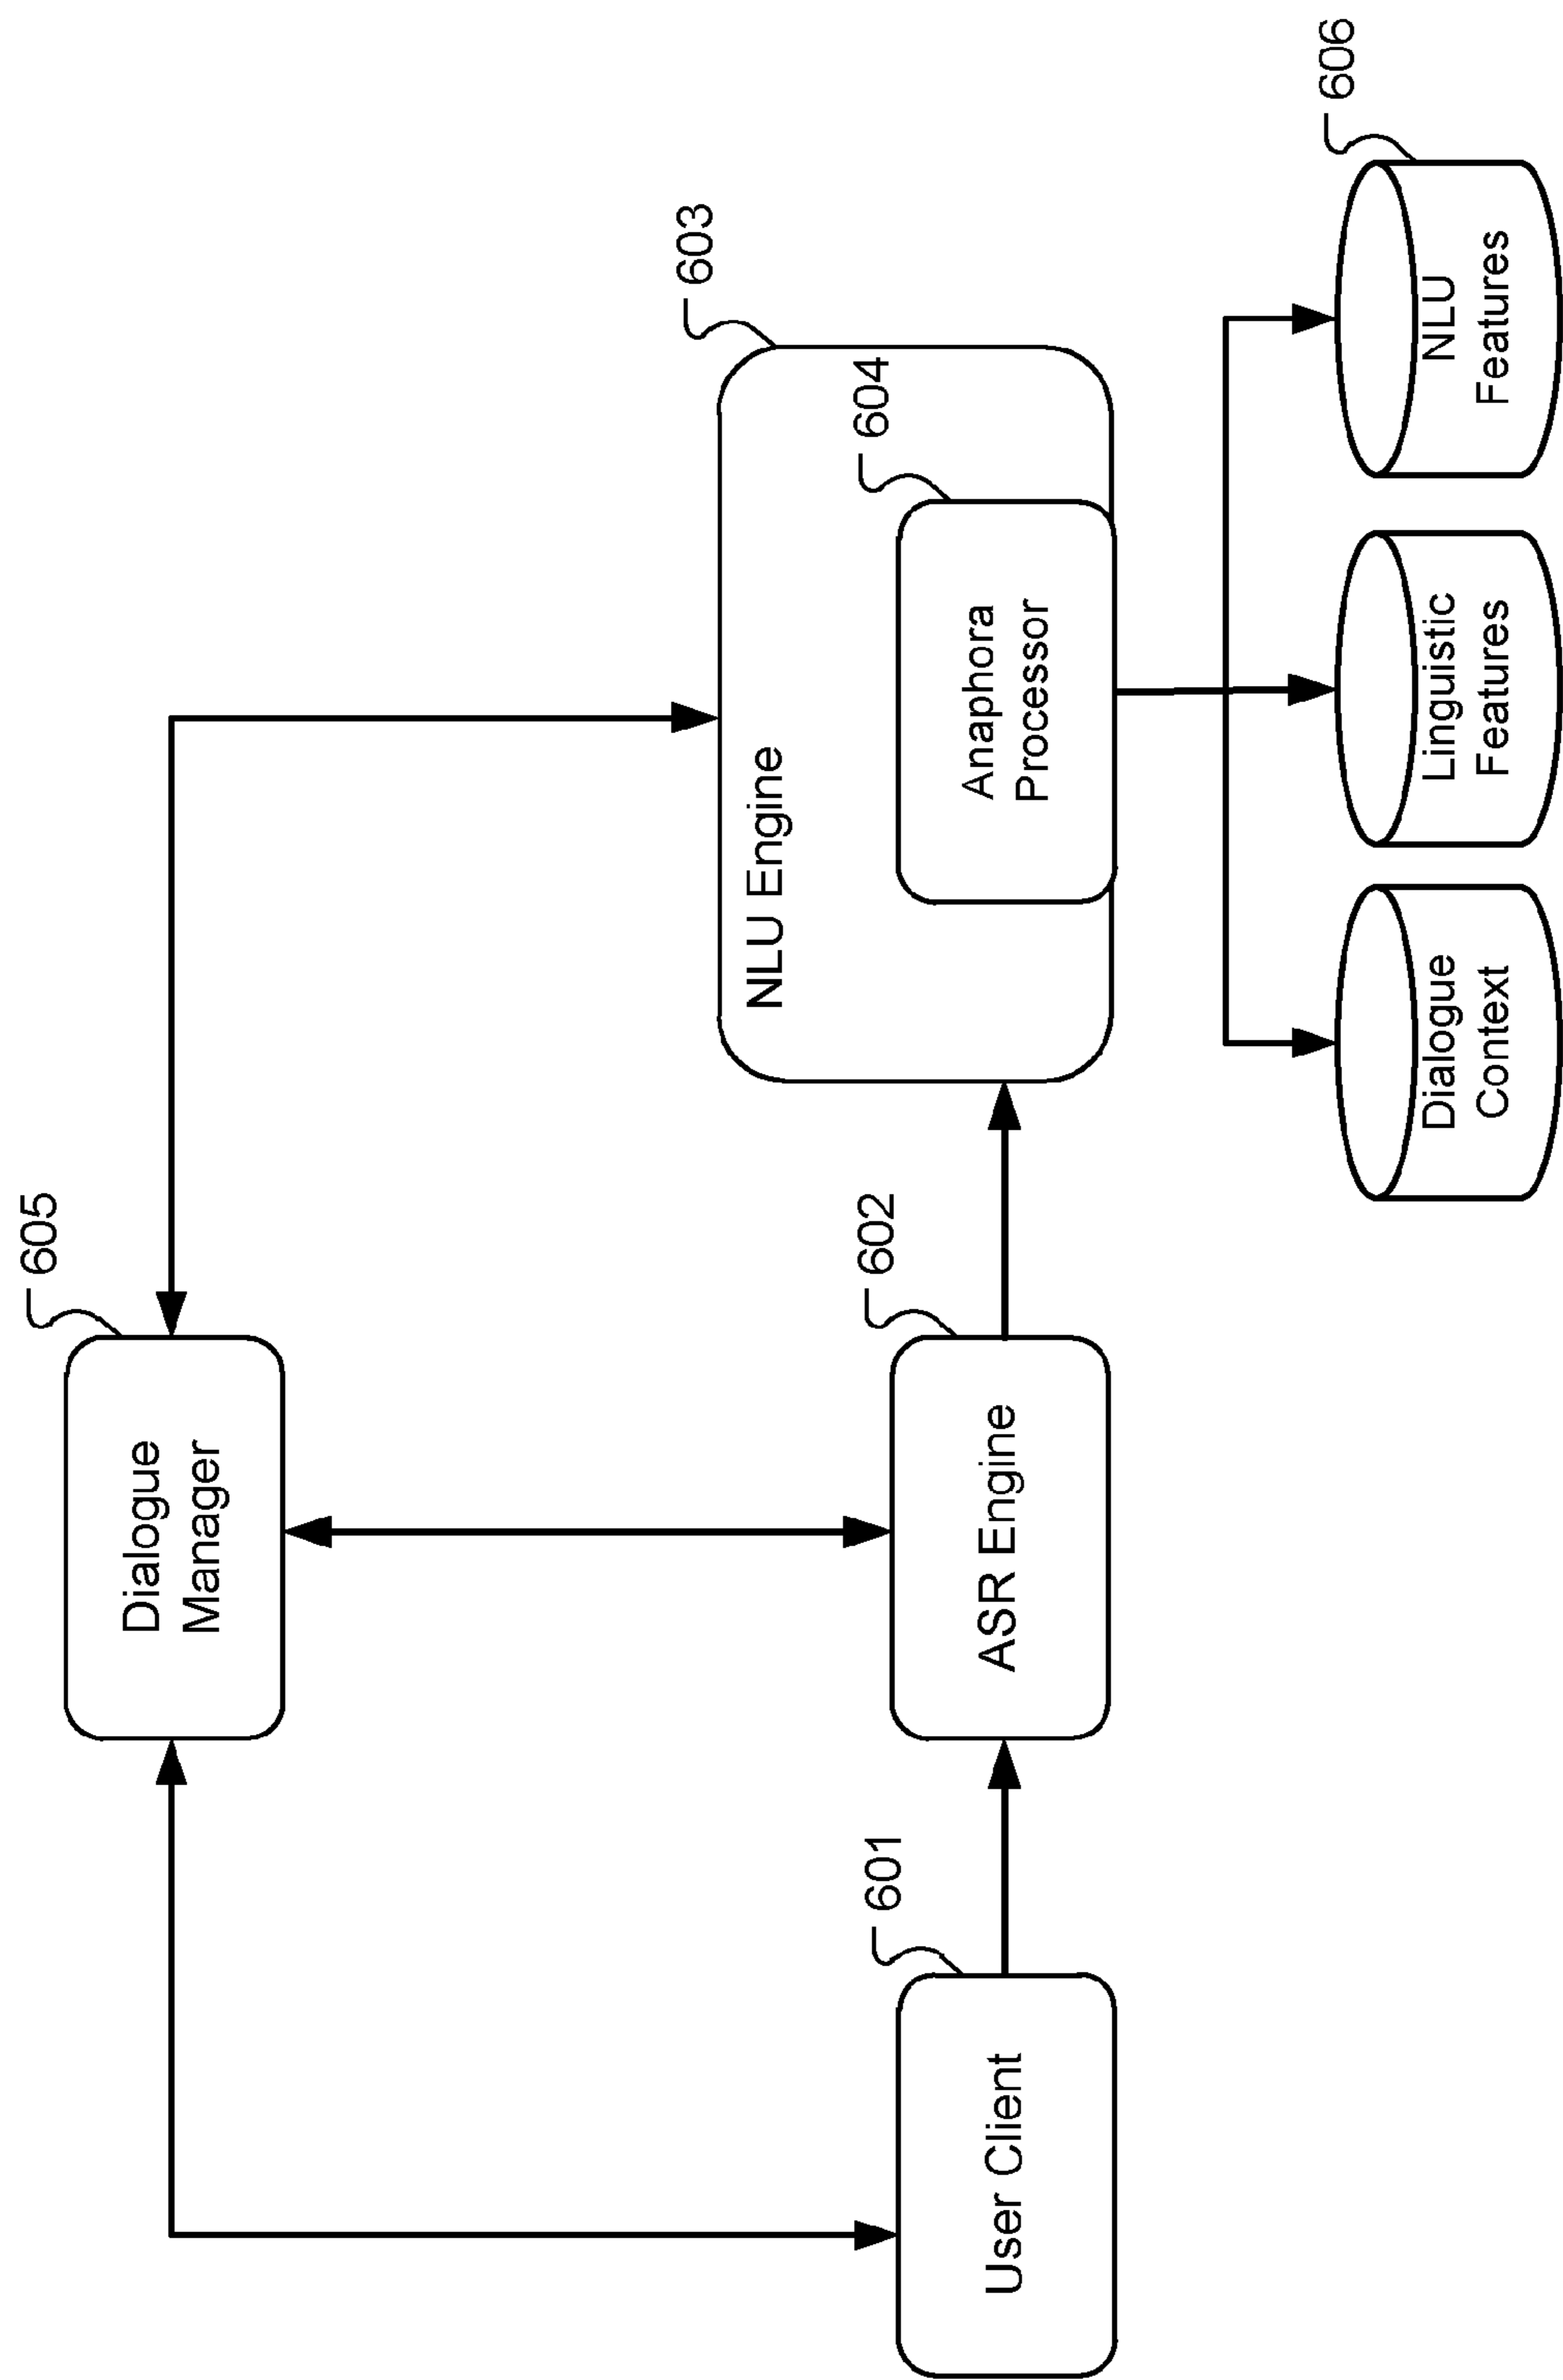 605
Dialogue
Manager
603
NLU Engine
604
Anaphora
Processor
601
User Client
602
ASR Engine
606
Dialogue
Context
Linguistic
Features
NLU
Features